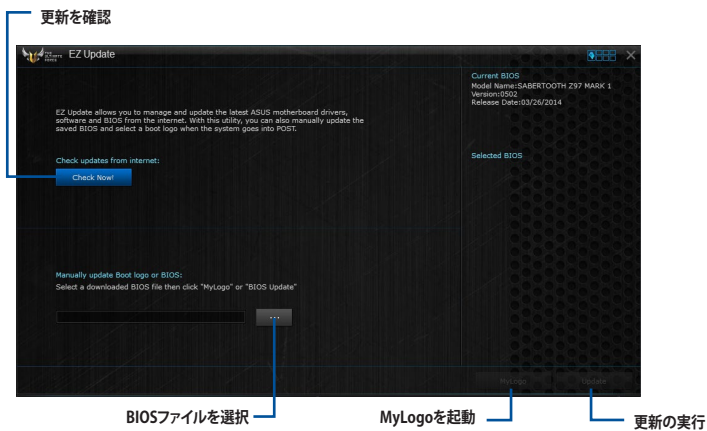 更新を確認
THE
ULTIMATE
FORCE
EZ Update
Current BIOS
Model Name:SABERTOOTH Z97 MARK 1
Version:0502
Release Date:03/26/2014
EZ Update allows you to manage and update the latest ASUS motherboard drivers,
software and BIOS from the internet. With this utility, you can also manually update the
saved BIOS and select a boot logo when the system goes into POST.
Check updates from internet:
Check Now!
Selected BIOS
Manually update Boot logo or BIOS:
Select a downloaded BIOS file then click "MyLogo" or "BIOS Update"
...
MyLogo
Update
BIOSファイルを選択
MyLogoを起動
更新の実行